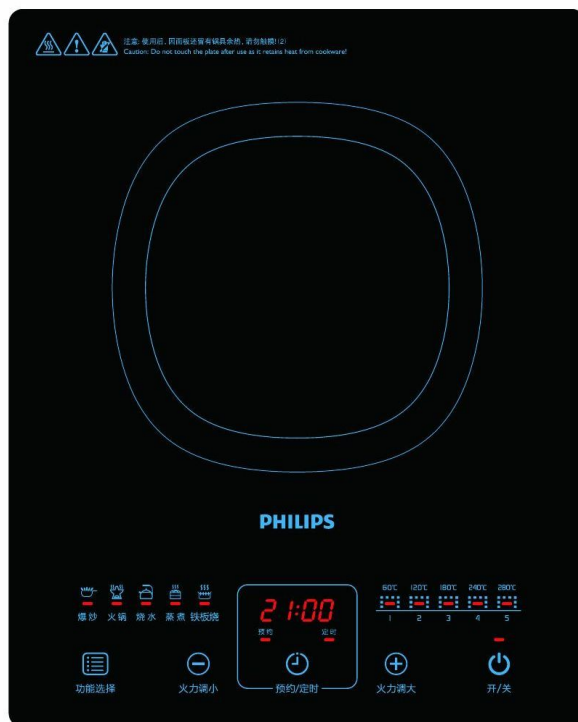 注意: 使用后, 因面板还留有锅具余热, 请勿触摸!(2)
Caution: Do not touch the plate after use as it retains heat from cookware!
PHILIPS
爆炒 火锅 烧水 蒸煮 铁板烧
21:00
预约 定时
60℃ 120℃ 180℃ 240℃ 280℃
1 2 3 4 5
功能选择 火力调小 预约/定时 火力调大 开/关